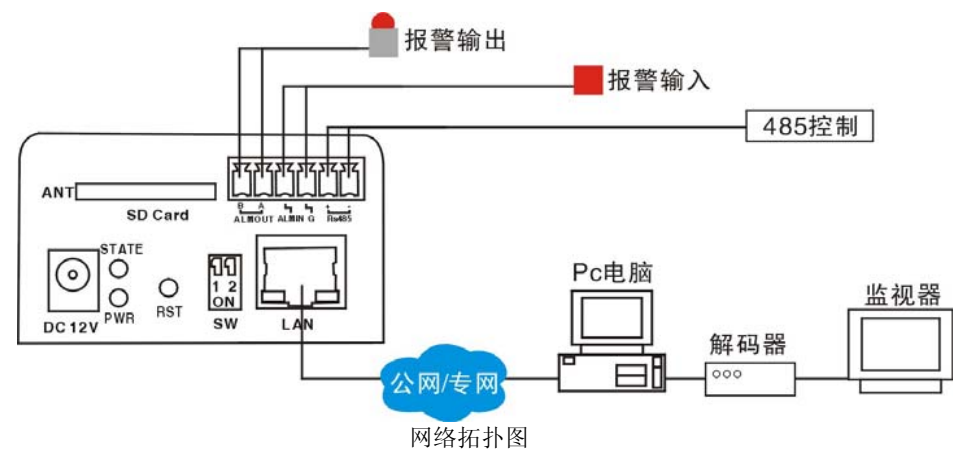 报警输出
报警输入
485控制
ANT
SD Card
B A + -
ALMOUT ALMIN G Rs485
STATE
PWR
DC 12V
RST
1 2
ON
SW
LAN
Pc电脑
解码器
监视器
公网/专网
网络拓扑图